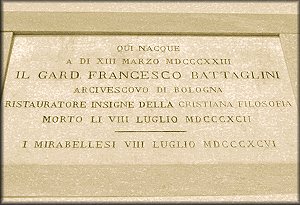 QUI NACQUE
A DI XIII MARZO MDCCCXXIII
IL CARD. FRANCESCO BATTAGLINI
ARCIVESCOVO DI BOLOGNA
RISTAURATORE INSIGNE DELLA CRISTIANA FILOSOFIA
MORTO LI VIII LUGLIO MDCCCXCII
I MIRABELLESI VIII LUGLIO MDCCCXCVI